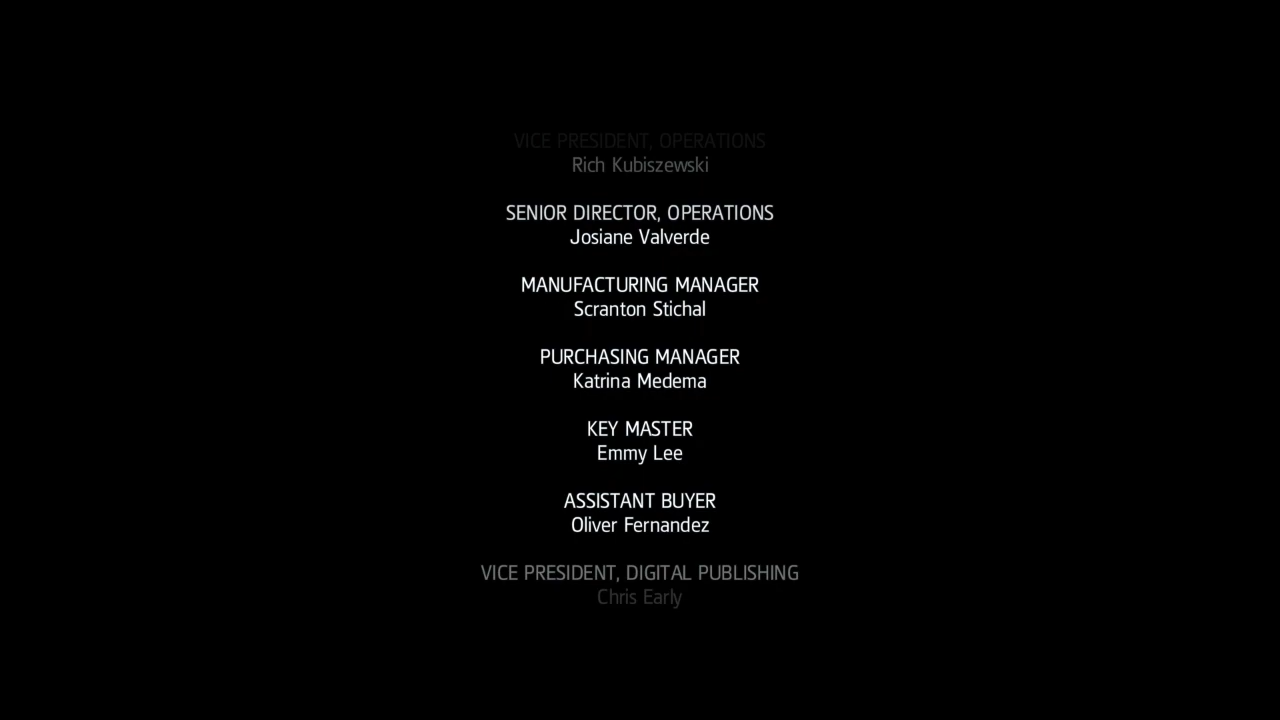 VICE PRESIDENT, OPERATIONS
Rich Kubiszewski
SENIOR DIRECTOR, OPERATIONS
Josiane Valverde
MANUFACTURING MANAGER
Scranton Stichal
PURCHASING MANAGER
Katrina Medema
KEY MASTER
Emmy Lee
ASSISTANT BUYER
Oliver Fernandez
VICE PRESIDENT, DIGITAL PUBLISHING
Chris Early